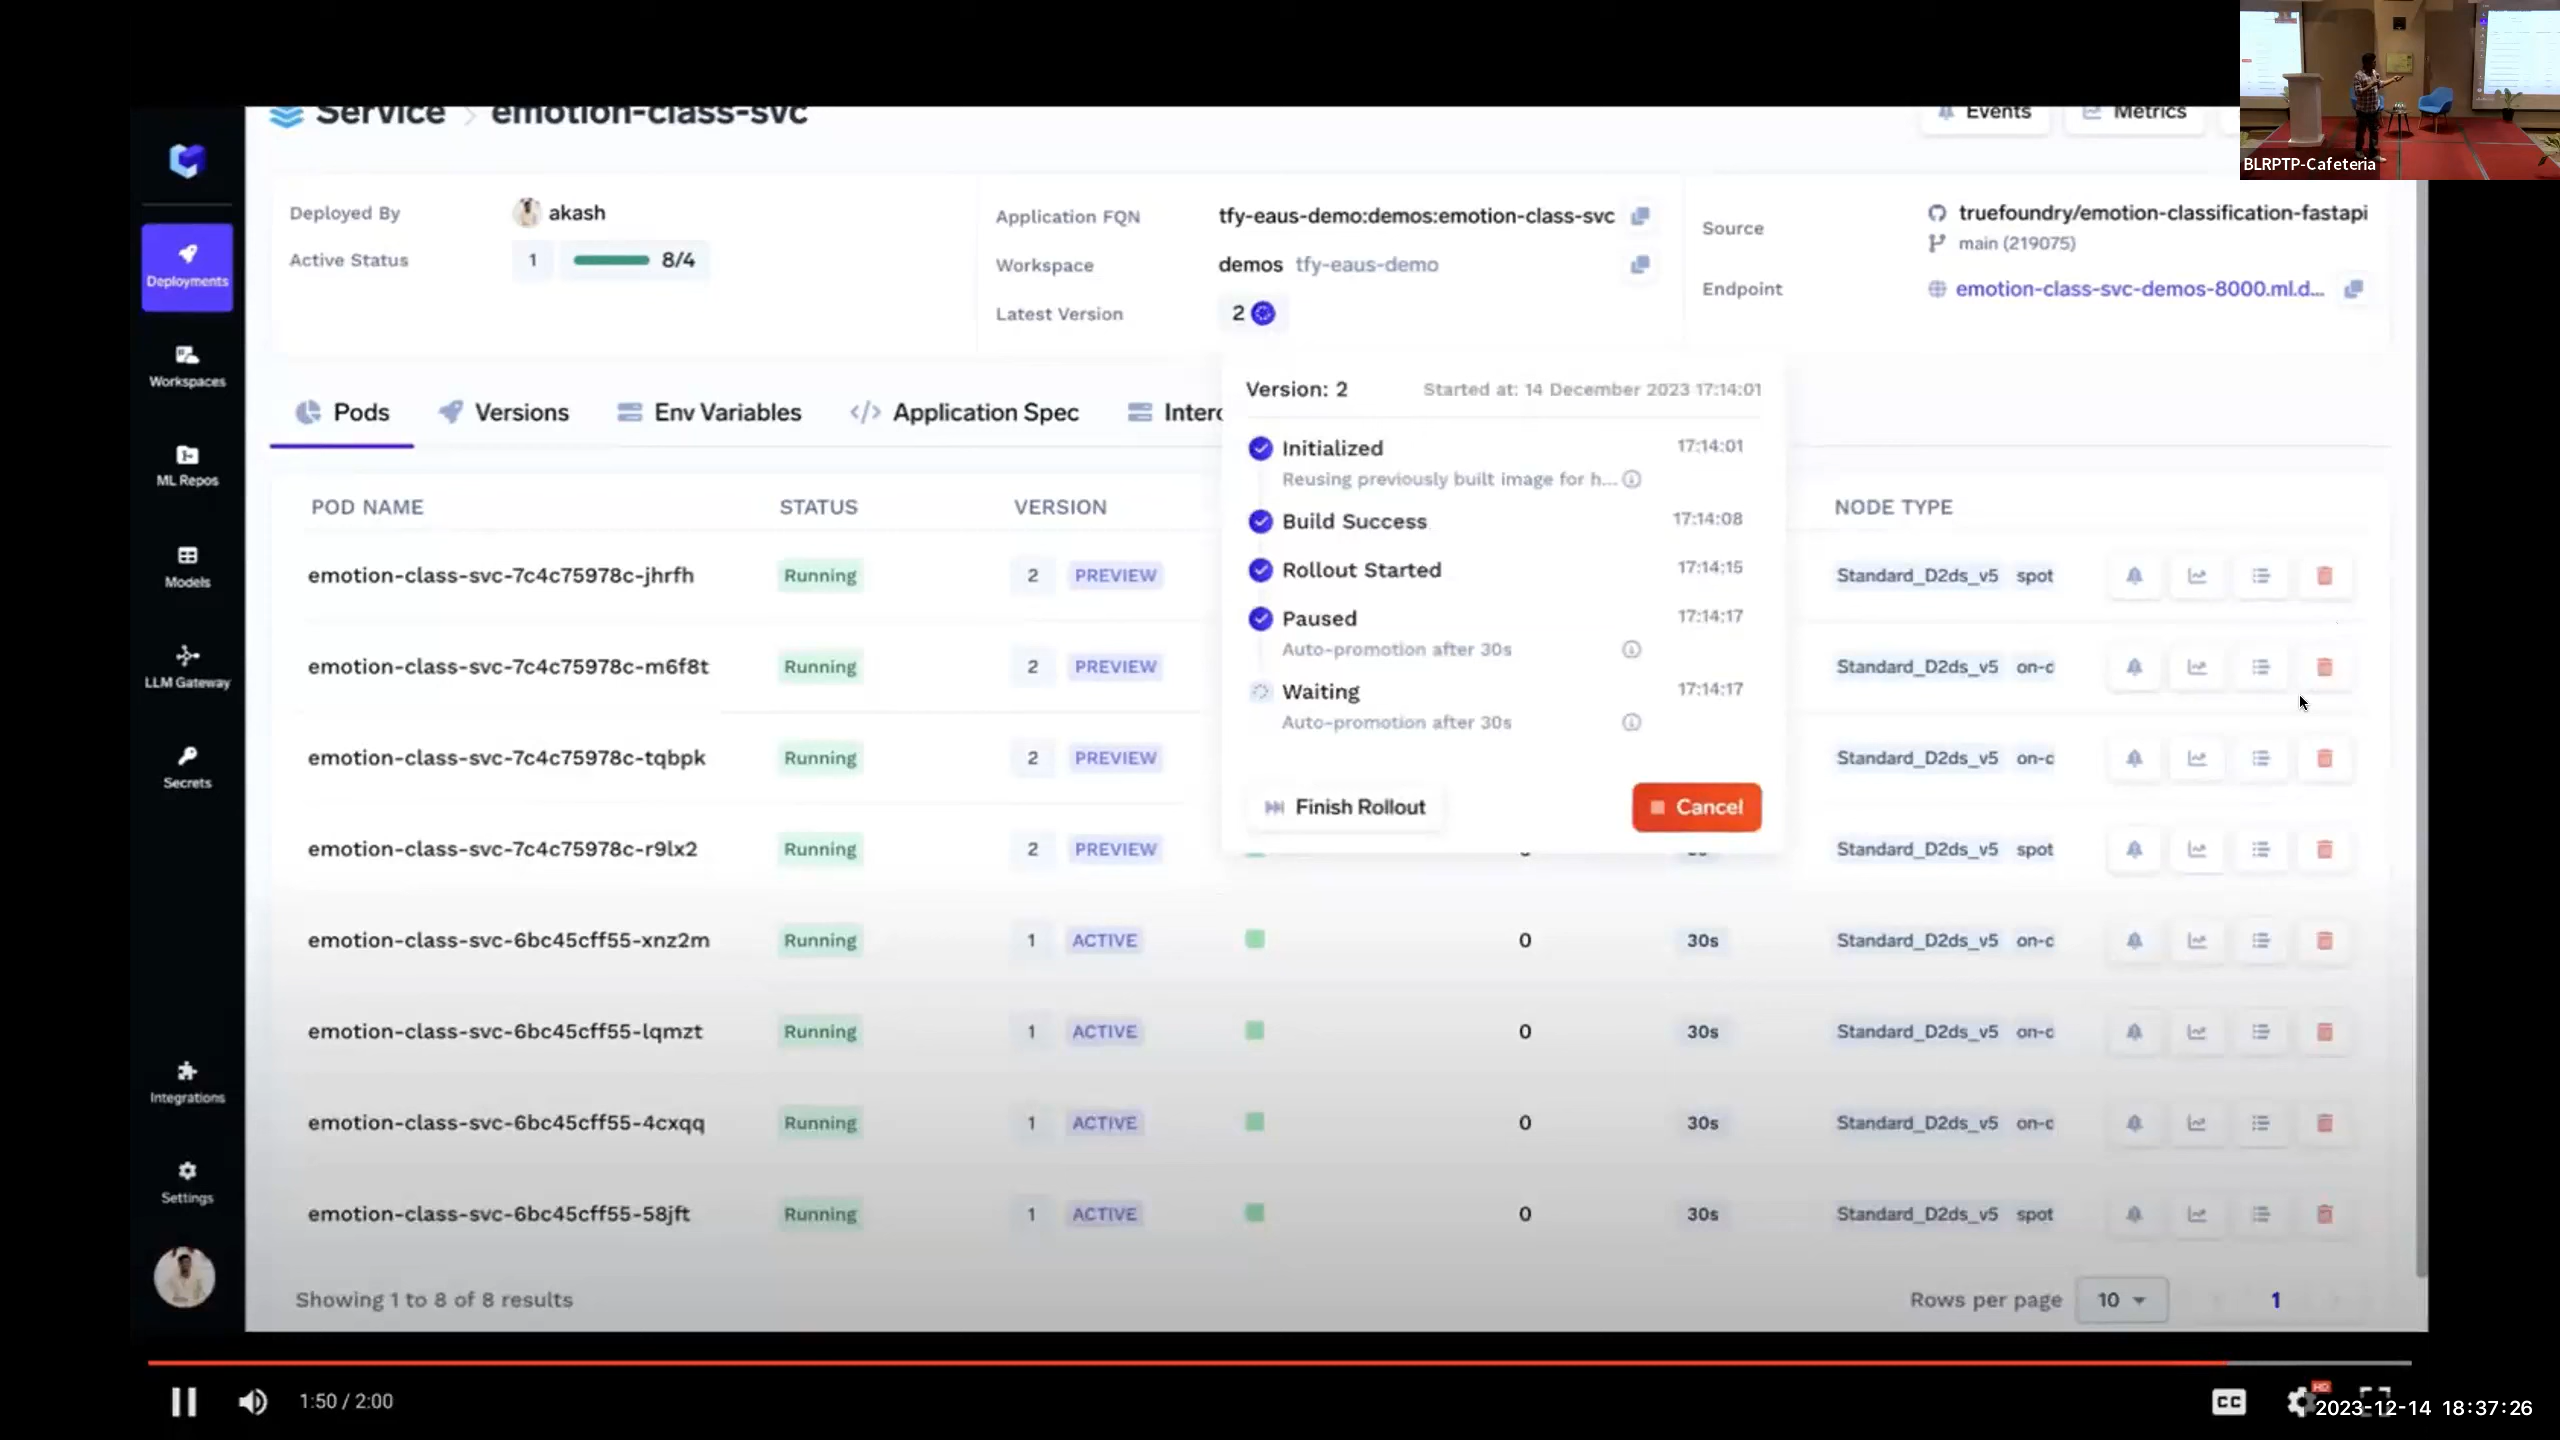 Service > emotion-class-svc
Events
Metrics
BLRPTP-Cafeteria
Deployments
Workspaces
ML Repos
Models
LLM Gateway
Secrets
Integrations
Settings
Deployed By akash
Active Status 1 8/4
Application FQN tfy-eaus-demo:demos:emotion-class-svc
Workspace demos tfy-eaus-demo
Latest Version 2
Source truefoundry/emotion-classification-fastapi
main (219075)
Endpoint emotion-class-svc-demos-8000.ml.d...
Pods Versions Env Variables </> Application Spec
Version: 2 Started at: 14 December 2023 17:14:01
Initialized 17:14:01
Reusing previously built image for h...
Build Success 17:14:08
Rollout Started 17:14:15
Paused 17:14:17
Auto-promotion after 30s
Waiting 17:14:17
Auto-promotion after 30s
Finish Rollout Cancel
POD NAME STATUS VERSION NODE TYPE
emotion-class-svc-7c4c75978c-jhrfh Running 2 PREVIEW Standard_D2ds_v5 spot
emotion-class-svc-7c4c75978c-m6f8t Running 2 PREVIEW Standard_D2ds_v5 on-c
emotion-class-svc-7c4c75978c-tqbpk Running 2 PREVIEW Standard_D2ds_v5 on-c
emotion-class-svc-7c4c75978c-r9lx2 Running 2 PREVIEW Standard_D2ds_v5 spot
emotion-class-svc-6bc45cff55-xnz2m Running 1 ACTIVE 0 30s Standard_D2ds_v5 on-c
emotion-class-svc-6bc45cff55-lqmzt Running 1 ACTIVE 0 30s Standard_D2ds_v5 on-c
emotion-class-svc-6bc45cff55-4cxqq Running 1 ACTIVE 0 30s Standard_D2ds_v5 on-c
emotion-class-svc-6bc45cff55-58jft Running 1 ACTIVE 0 30s Standard_D2ds_v5 spot
Showing 1 to 8 of 8 results Rows per page 10 1
1:50 / 2:00 CC HD
2023-12-14 18:37:26